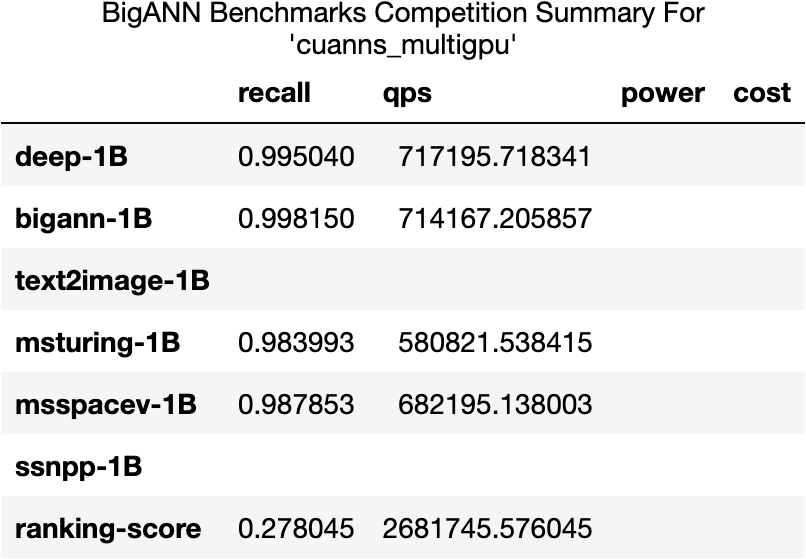 BigANN Benchmarks Competition Summary For
'cuanns_multigpu'
recall qps power cost
deep-1B 0.995040 717195.718341
bigann-1B 0.998150 714167.205857
text2image-1B
msturing-1B 0.983993 580821.538415
msspacev-1B 0.987853 682195.138003
ssnpp-1B
ranking-score 0.278045 2681745.576045